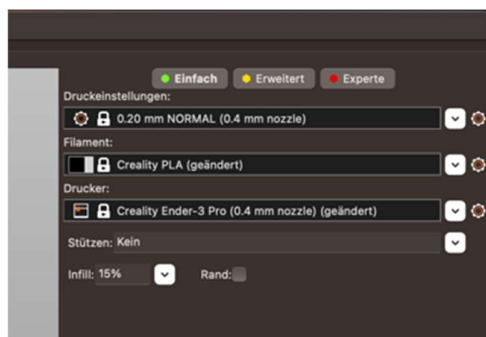 Einfach Erweitert Experte
Druckeinstellungen:
0.20 mm NORMAL (0.4 mm nozzle)
Filament:
Creality PLA (geändert)
Drucker:
Creality Ender-3 Pro (0.4 mm nozzle) (geändert)
Stützen: Kein
Infill: 15% Rand: